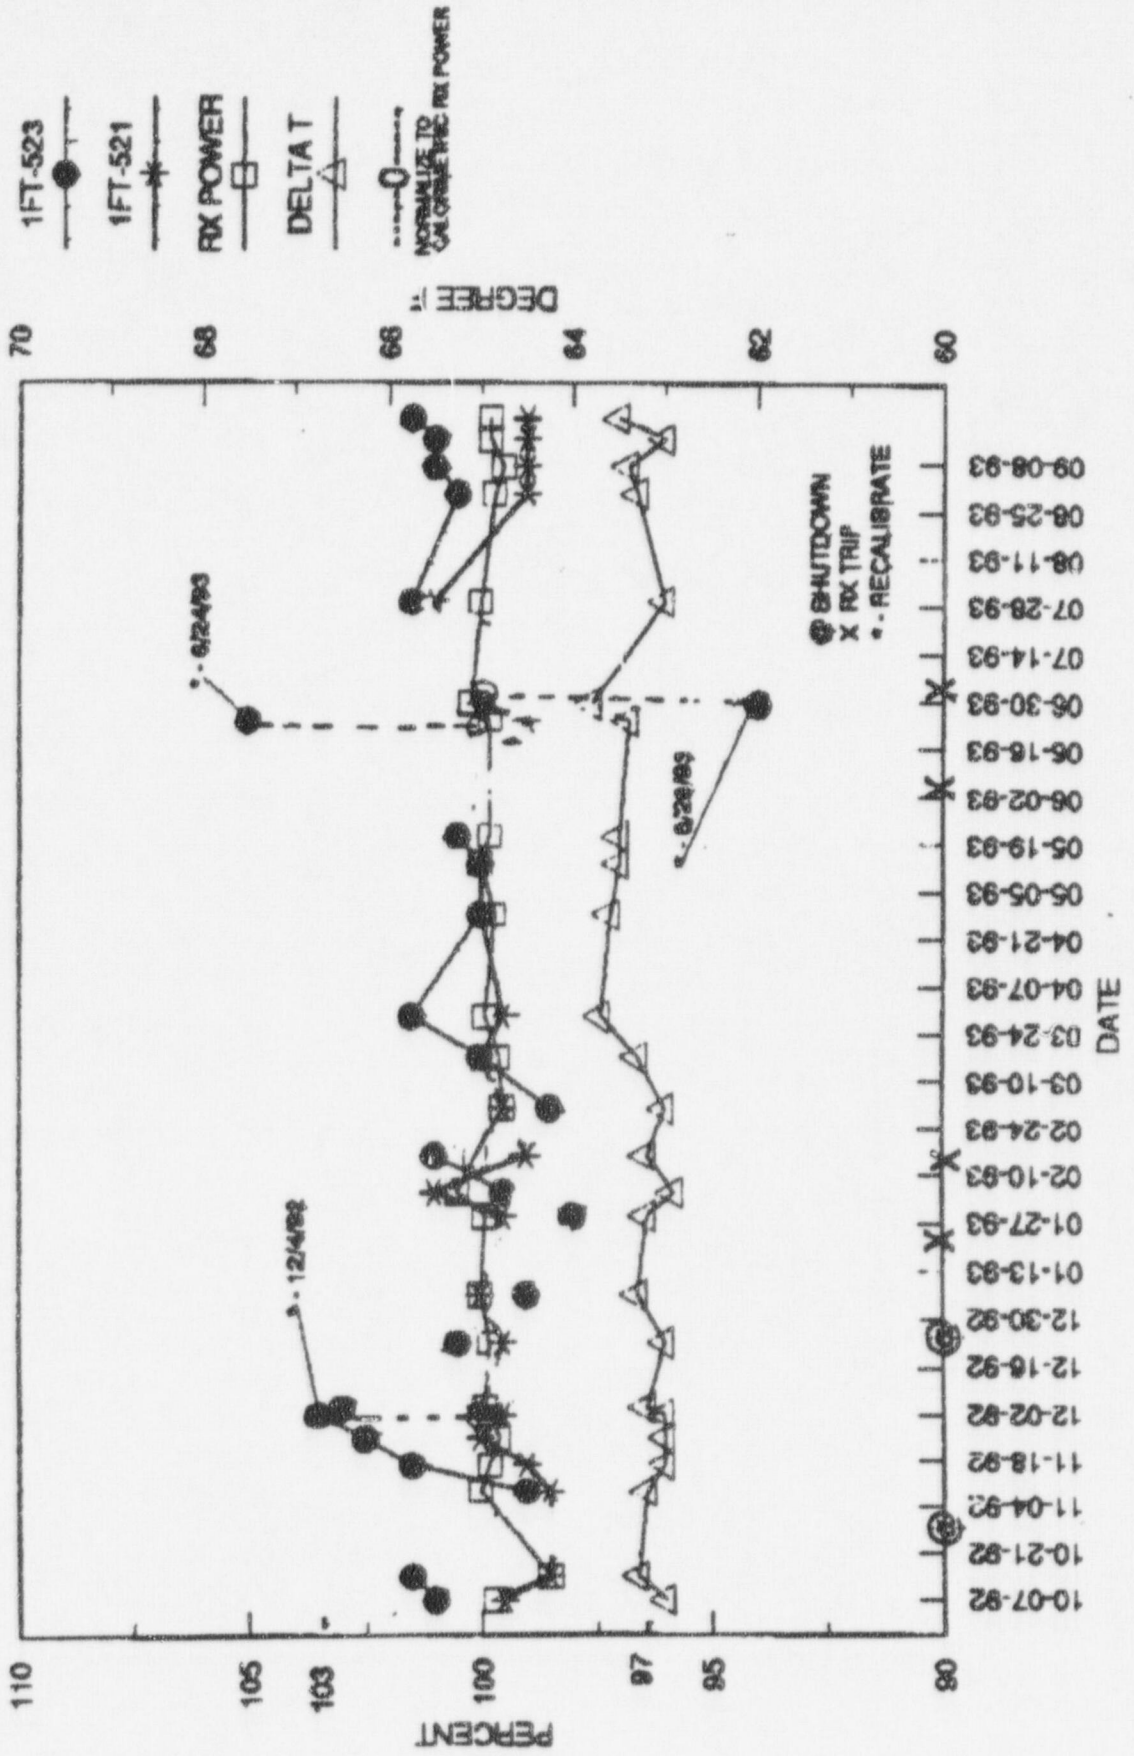 1FT-523
1FT-521
RX POWER
DELTA T
NORMALIZE TO
CALORIMETRIC RX POWER
DEGREE F
70
68
66
64
62
60
110
105
103
100
97
95
90
PERCENT
* - 12/4/92
* - 6/24/93
* - 6/28/93
@ SHUTDOWN
X RX TRIP
* - RECALIBRATE
10-07-92
10-21-92
11-04-92
11-18-92
12-02-92
12-16-92
12-30-92
01-13-93
01-27-93
02-10-93
02-24-93
03-10-93
03-24-93
04-07-93
04-21-93
05-05-93
05-19-93
06-02-93
06-16-93
06-30-93
07-14-93
07-28-93
08-11-93
08-25-93
09-08-93
DATE